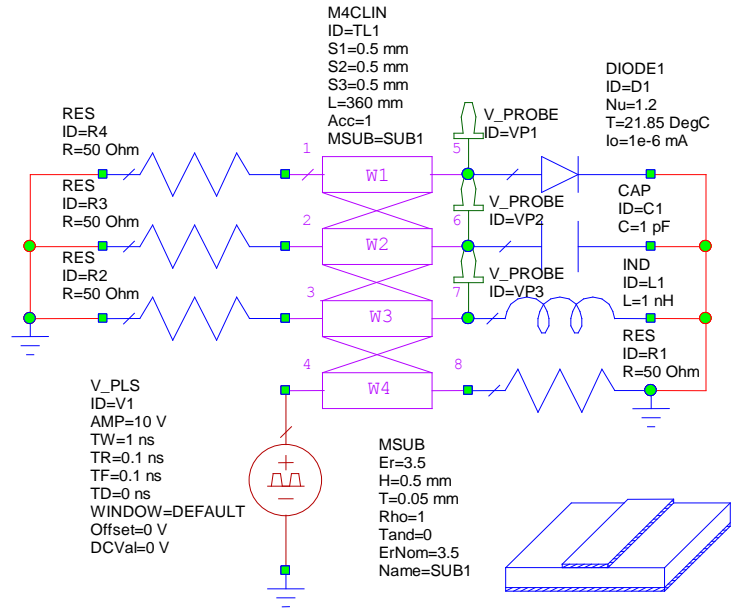 M4CLIN
ID=TL1
S1=0.5 mm
S2=0.5 mm
S3=0.5 mm
L=360 mm
Acc=1
MSUB=SUB1
DIODE1
ID=D1
Nu=1.2
T=21.85 DegC
Io=1e-6 mA
RES
ID=R4
R=50 Ohm
V_PROBE
ID=VP1
1
W1
5
RES
ID=R3
R=50 Ohm
V_PROBE
ID=VP2
CAP
ID=C1
C=1 pF
2
W2
6
RES
ID=R2
R=50 Ohm
V_PROBE
ID=VP3
IND
ID=L1
L=1 nH
3
W3
7
RES
ID=R1
R=50 Ohm
4
W4
8
V_PLS
ID=V1
AMP=10 V
TW=1 ns
TR=0.1 ns
TF=0.1 ns
TD=0 ns
WINDOW=DEFAULT
Offset=0 V
DCVal=0 V
MSUB
Er=3.5
H=0.5 mm
T=0.05 mm
Rho=1
Tand=0
ErNom=3.5
Name=SUB1